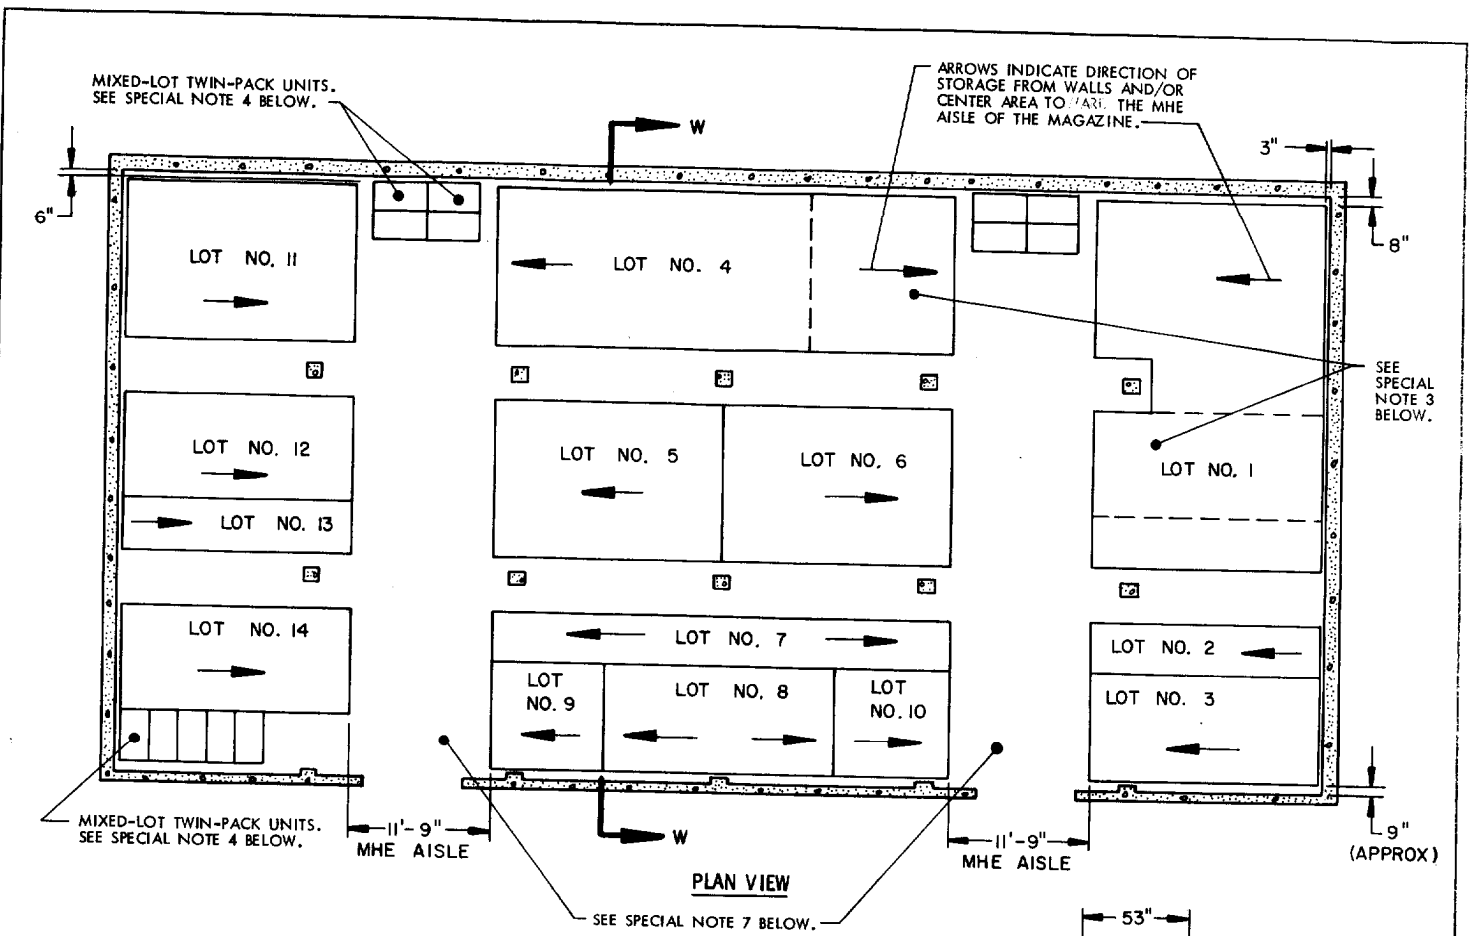 MIXED-LOT TWIN-PACK UNITS.
SEE SPECIAL NOTE 4 BELOW.
ARROWS INDICATE DIRECTION OF
STORAGE FROM WALLS AND/OR
CENTER AREA TO THE MHE
AISLE OF THE MAGAZINE.
W
3"
6"
8"
LOT NO. 11
LOT NO. 4
SEE
SPECIAL
NOTE 3
BELOW.
LOT NO. 12
LOT NO. 5
LOT NO. 6
LOT NO. 1
LOT NO. 13
LOT NO. 14
LOT NO. 7
LOT NO. 2
LOT
NO. 9
LOT NO. 8
LOT
NO. 10
LOT NO. 3
MIXED-LOT TWIN-PACK UNITS.
SEE SPECIAL NOTE 4 BELOW.
11'-9"
MHE AISLE
W
11'-9"
MHE AISLE
9"
(APPROX)
PLAN VIEW
SEE SPECIAL NOTE 7 BELOW.
53"